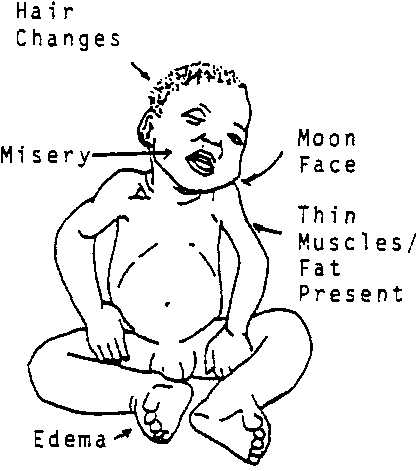 Hair
Changes
Misery
Moon
Face
Thin
Muscles/
Fat
Present
Edema